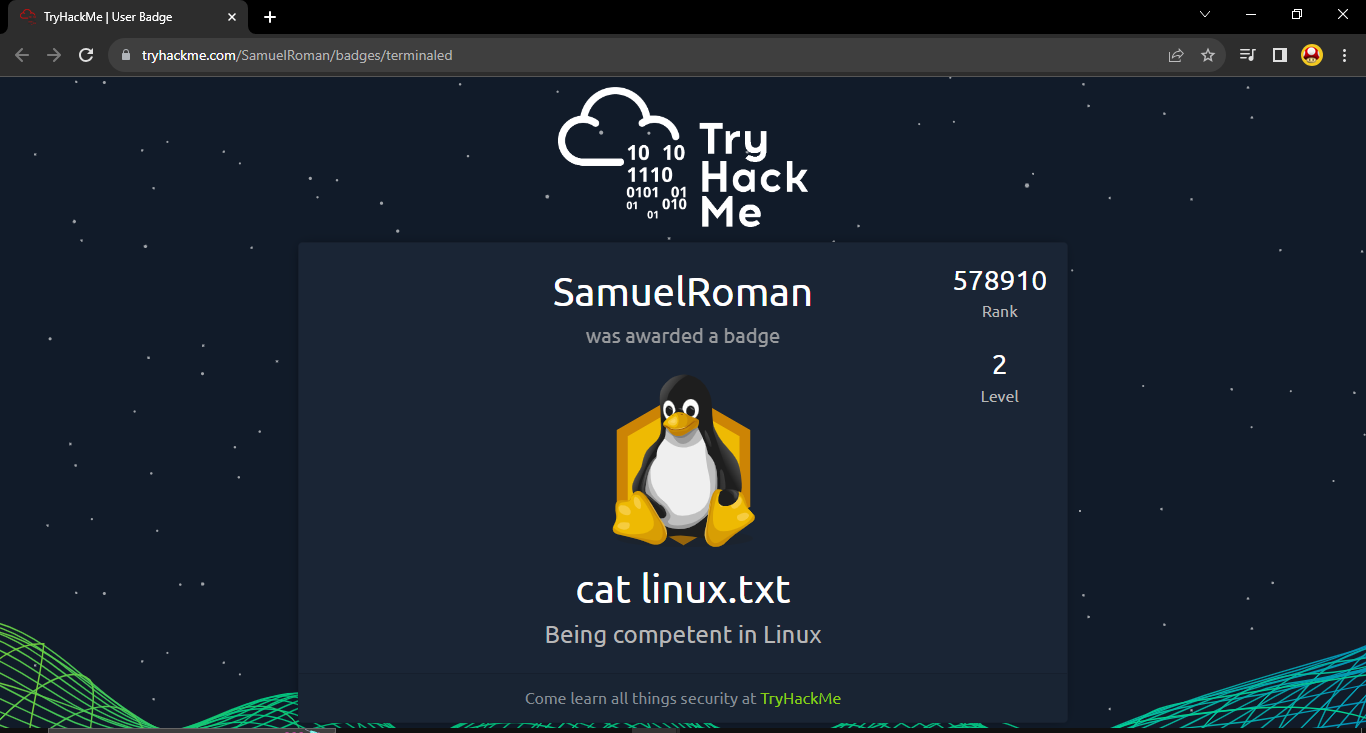 TryHackMe | User Badge
tryhackme.com/SamuelRoman/badges/terminaled
10 10
1110
0101 01
01 010
01
Try
Hack
Me
SamuelRoman
was awarded a badge
578910
Rank
2
Level
cat linux.txt
Being competent in Linux
Come learn all things security at TryHackMe